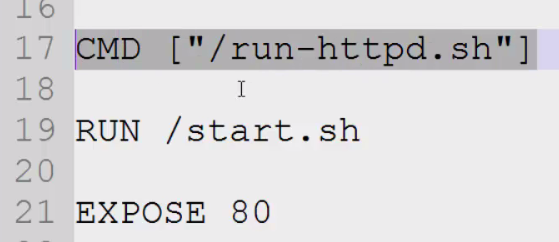 16
17 CMD ["/run-httpd.sh"]
18
19 RUN /start.sh
20
21 EXPOSE 80